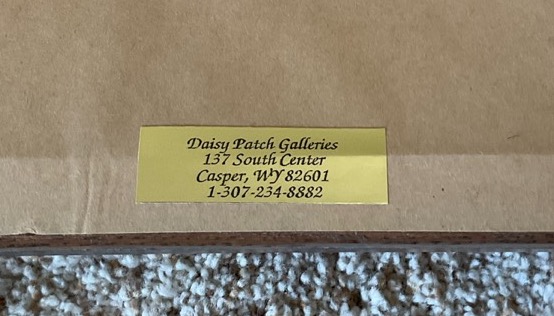 Daisy Patch Galleries
137 South Center
Casper, WY 82601
1-307-234-8882